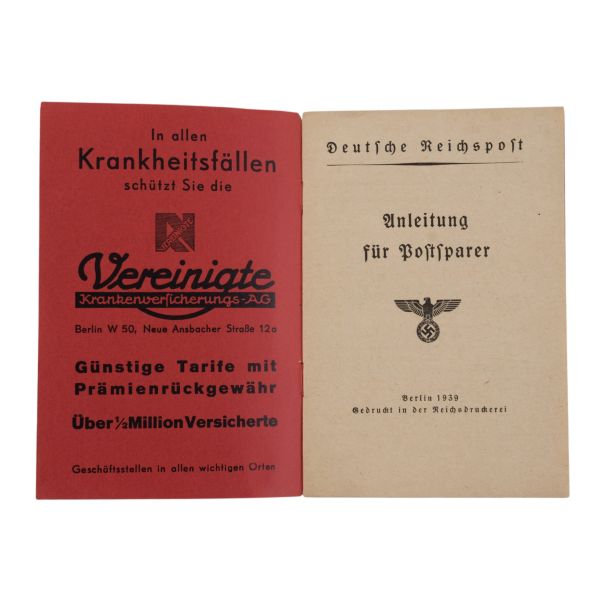 In allen
Krankheitsfällen
schützt Sie die
VEREINIGTE
Vereinigte
Krankenversicherungs-AG
Berlin W 50, Neue Ansbacher Straße 12a
Günstige Tarife mit
Prämienrückgewähr
Über ½ Million Versicherte
Geschäftsstellen in allen wichtigen Orten
Deutſche Reichspoſt
Anleitung
für Poſtſparer
Berlin 1939
Gedruckt in der Reichsdruckerei